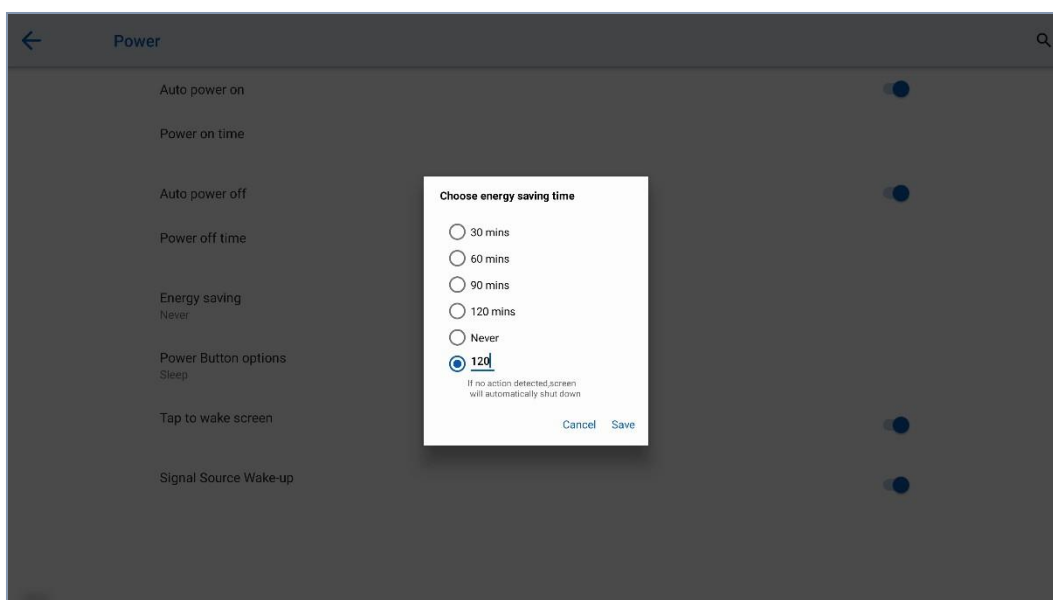 Power
Auto power on
Power on time
Auto power off
Power off time
Energy saving
Never
Power Button options
Sleep
Tap to wake screen
Signal Source Wake-up
Choose energy saving time
30 mins
60 mins
90 mins
120 mins
Never
120
If no action detected,screen
will automatically shut down
Cancel Save